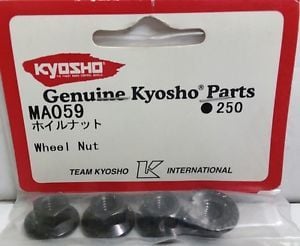 KYOSHO
Genuine Kyosho® Parts
MA059
● 250
ホイルナット
Wheel Nut
TEAM KYOSHO K INTERNATIONAL